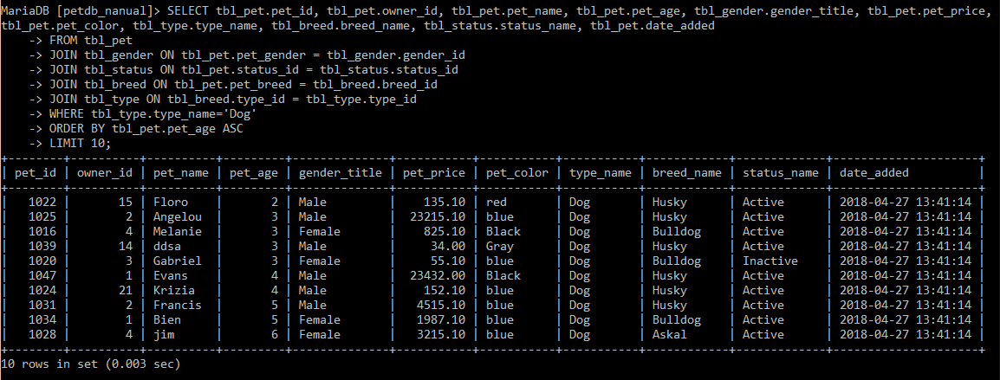 MariaDB [petdb_nanual]> SELECT tbl_pet.pet_id, tbl_pet.owner_id, tbl_pet.pet_name, tbl_pet.pet_age, tbl_gender.gender_title, tbl_pet.pet_price,
tbl_pet.pet_color, tbl_type.type_name, tbl_breed.breed_name, tbl_status.status_name, tbl_pet.date_added
    -> FROM tbl_pet
    -> JOIN tbl_gender ON tbl_pet.pet_gender = tbl_gender.gender_id
    -> JOIN tbl_status ON tbl_pet.status_id = tbl_status.status_id
    -> JOIN tbl_breed ON tbl_pet.pet_breed = tbl_breed.breed_id
    -> JOIN tbl_type ON tbl_breed.type_id = tbl_type.type_id
    -> WHERE tbl_type.type_name='Dog'
    -> ORDER BY tbl_pet.pet_age ASC
    -> LIMIT 10;
+--------+----------+----------+---------+--------------+-----------+-----------+-----------+------------+-------------+---------------------+
| pet_id | owner_id | pet_name | pet_age | gender_title | pet_price | pet_color | type_name | breed_name | status_name | date_added          |
+--------+----------+----------+---------+--------------+-----------+-----------+-----------+------------+-------------+---------------------+
|   1022 |       15 | Floro    |       2 | Male         |    135.10 | red       | Dog       | Husky      | Active      | 2018-04-27 13:41:14 |
|   1025 |        2 | Angelou  |       3 | Male         |  23215.10 | blue      | Dog       | Husky      | Active      | 2018-04-27 13:41:14 |
|   1016 |        4 | Melanie  |       3 | Female       |    825.10 | Black     | Dog       | Bulldog    | Active      | 2018-04-27 13:41:14 |
|   1039 |       14 | ddsa     |       3 | Male         |     34.00 | Gray      | Dog       | Husky      | Active      | 2018-04-27 13:41:14 |
|   1020 |        3 | Gabriel  |       3 | Female       |     55.10 | blue      | Dog       | Bulldog    | Inactive    | 2018-04-27 13:41:14 |
|   1047 |        1 | Evans    |       4 | Male         |  23432.00 | Black     | Dog       | Husky      | Active      | 2018-04-27 13:41:14 |
|   1024 |       21 | Krizia   |       4 | Male         |    152.10 | blue      | Dog       | Husky      | Active      | 2018-04-27 13:41:14 |
|   1031 |        2 | Francis  |       5 | Male         |   4515.10 | blue      | Dog       | Husky      | Active      | 2018-04-27 13:41:14 |
|   1034 |        1 | Bien     |       5 | Female       |   1987.10 | blue      | Dog       | Bulldog    | Active      | 2018-04-27 13:41:14 |
|   1028 |        4 | jim      |       6 | Female       |   3215.10 | blue      | Dog       | Askal      | Active      | 2018-04-27 13:41:14 |
+--------+----------+----------+---------+--------------+-----------+-----------+-----------+------------+-------------+---------------------+
10 rows in set (0.003 sec)